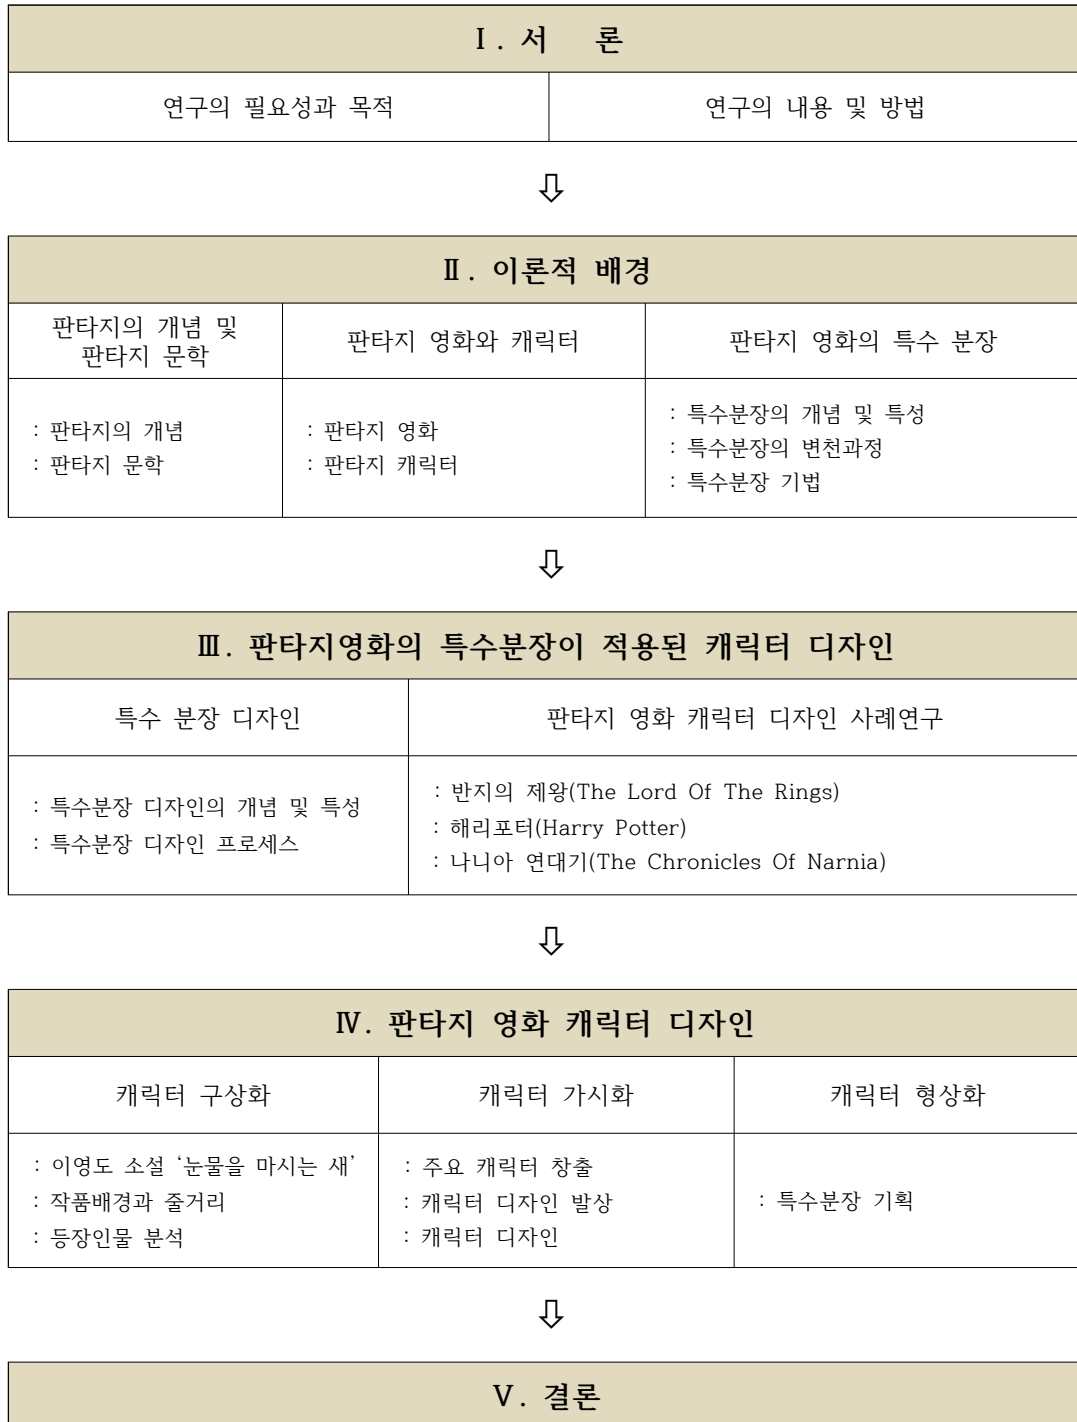 Ⅰ. 서 론
연구의 필요성과 목적
연구의 내용 및 방법
⇩
Ⅱ. 이론적 배경
판타지의 개념 및
판타지 문학
판타지 영화와 캐릭터
판타지 영화의 특수 분장
: 판타지의 개념
: 판타지 문학
: 판타지 영화
: 판타지 캐릭터
: 특수분장의 개념 및 특성
: 특수분장의 변천과정
: 특수분장 기법
⇩
Ⅲ. 판타지영화의 특수분장이 적용된 캐릭터 디자인
특수 분장 디자인
판타지 영화 캐릭터 디자인 사례연구
: 특수분장 디자인의 개념 및 특성
: 특수분장 디자인 프로세스
: 반지의 제왕(The Lord Of The Rings)
: 해리포터(Harry Potter)
: 나니아 연대기(The Chronicles Of Narnia)
⇩
Ⅳ. 판타지 영화 캐릭터 디자인
캐릭터 구상화
캐릭터 가시화
캐릭터 형상화
: 이영도 소설 ‘눈물을 마시는 새’
: 작품배경과 줄거리
: 등장인물 분석
: 주요 캐릭터 창출
: 캐릭터 디자인 발상
: 캐릭터 디자인
: 특수분장 기획
⇩
Ⅴ. 결론